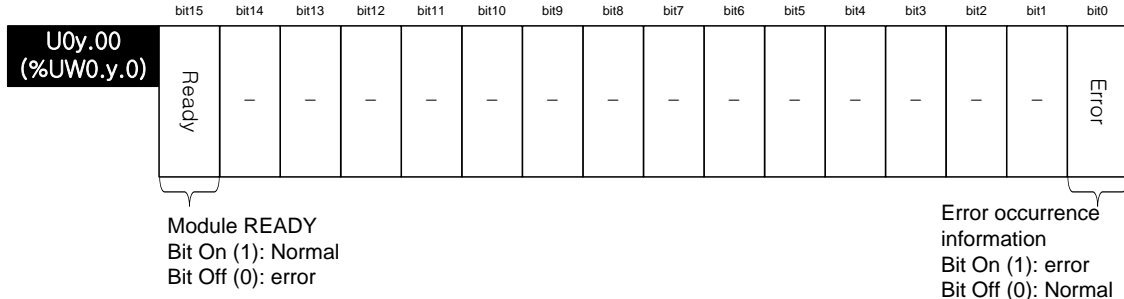 bit15 bit14 bit13 bit12 bit11 bit10 bit9 bit8 bit7 bit6 bit5 bit4 bit3 bit2 bit1 bit0
U0y.00
(%UW0.y.0)
Ready – – – – – – – – – – – – – – Error
Module READY
Bit On (1): Normal
Bit Off (0): error
Error occurrence
information
Bit On (1): error
Bit Off (0): Normal